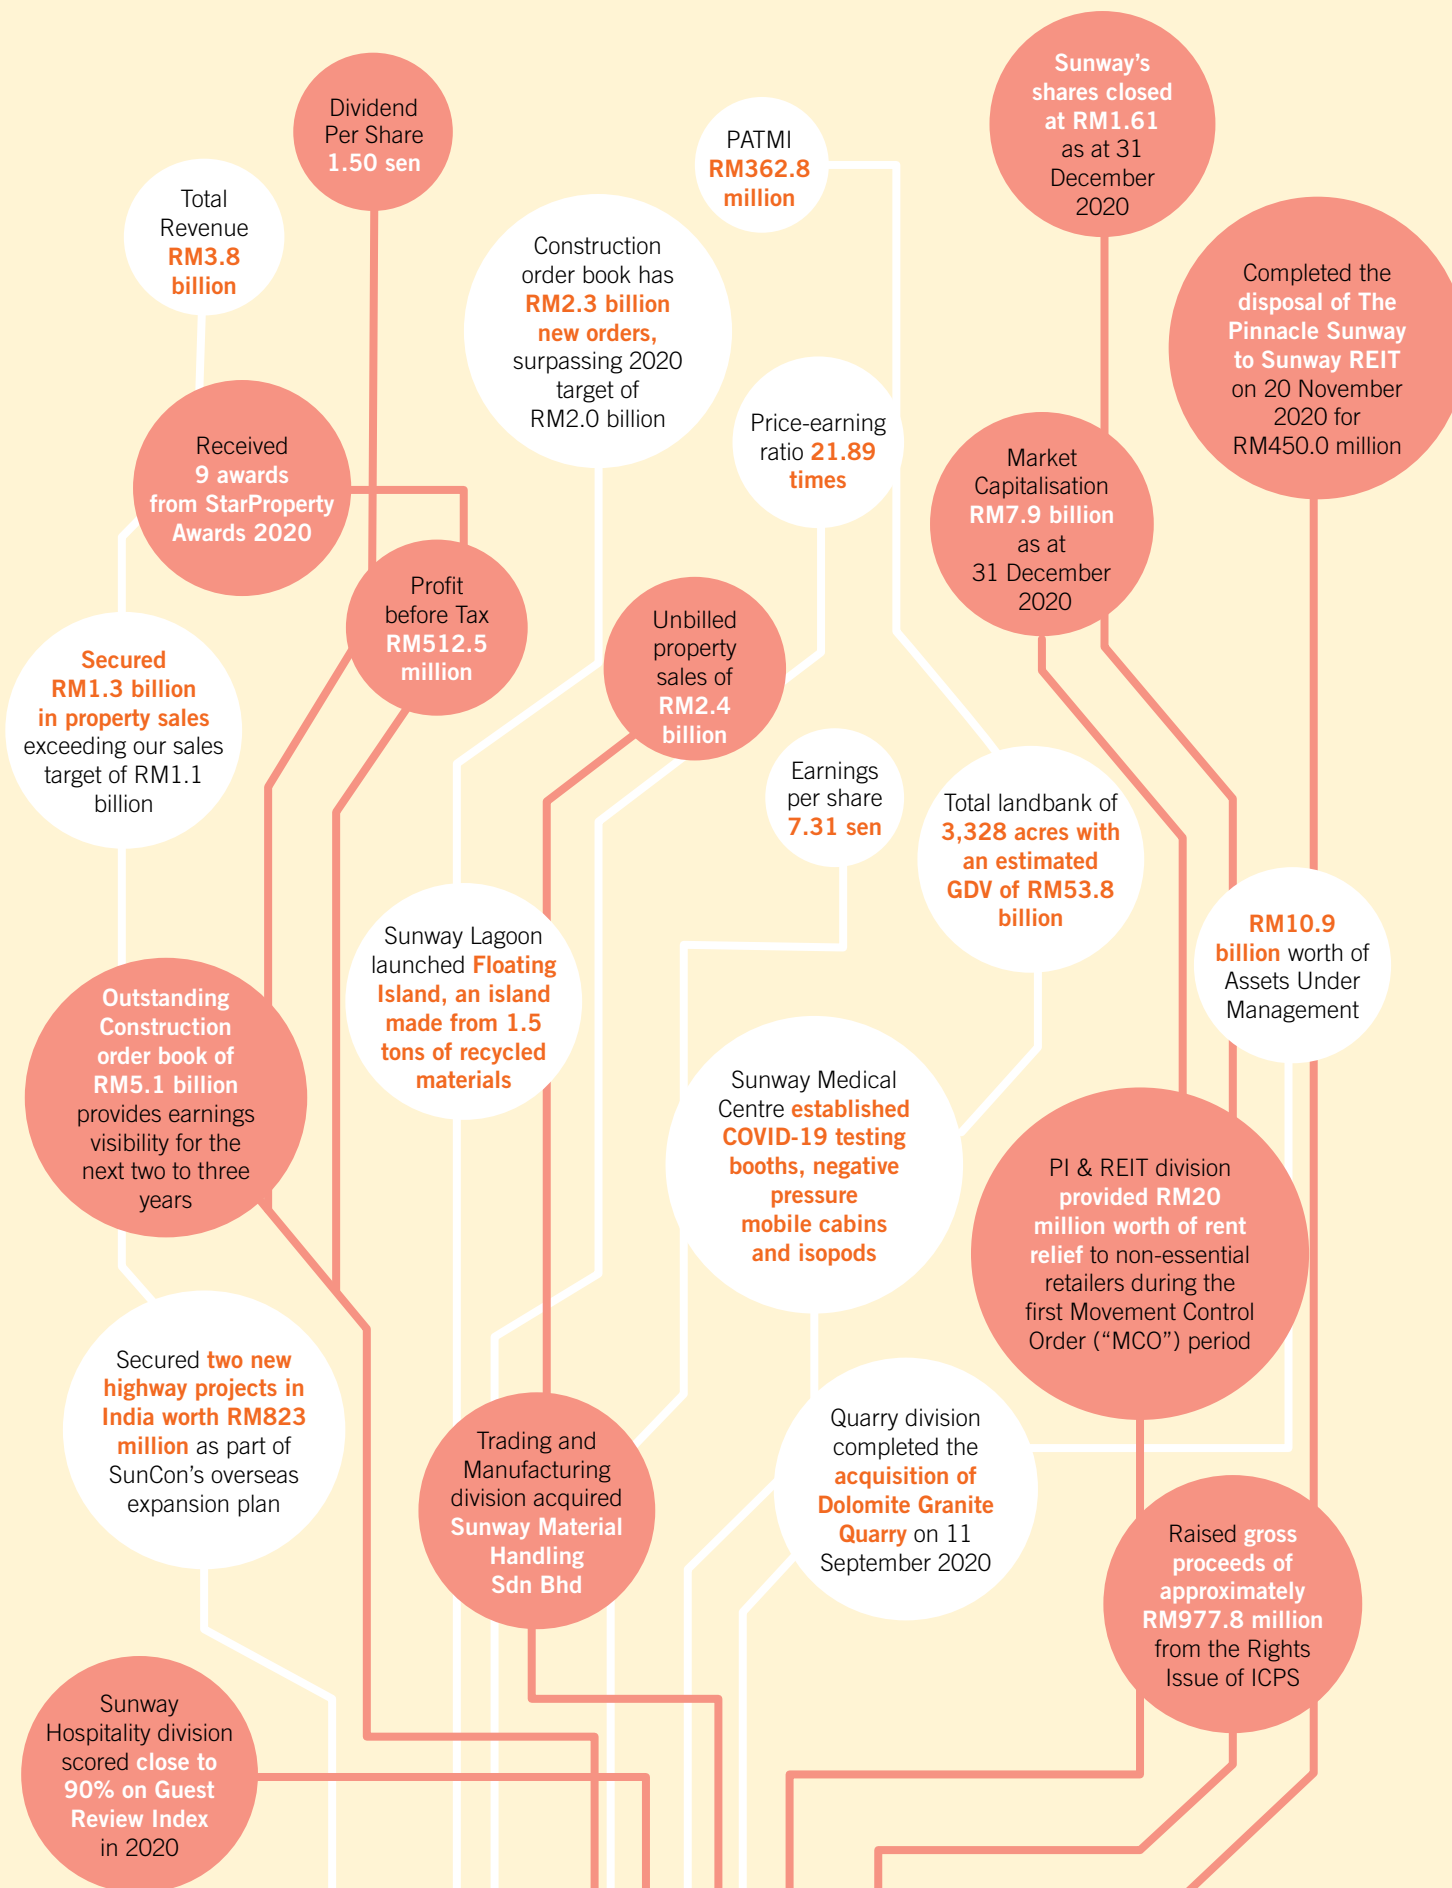 Dividend
Per Share
1.50 sen
Sunway's
shares closed
at RM1.61
as at 31
December
2020
PATMI
RM362.8
million
Total
Revenue
RM3.8
billion
Construction
order book has
RM2.3 billion
new orders,
surpassing 2020
target of
RM2.0 billion
Completed the
disposal of The
Pinnacle Sunway
to Sunway REIT
on 20 November
2020 for
RM450.0 million
Price-earning
ratio 21.89
times
Received
9 awards
from StarProperty
Awards 2020
Market
Capitalisation
RM7.9 billion
as at
31 December
2020
Profit
before Tax
RM512.5
million
Unbilled
property
sales of
RM2.4
billion
Secured
RM1.3 billion
in property sales
exceeding our sales
target of RM1.1
billion
Earnings
per share
7.31 sen
Total landbank of
3,328 acres with
an estimated
GDV of RM53.8
billion
RM10.9
billion worth of
Assets Under
Management
Sunway Lagoon
launched Floating
Island, an island
made from 1.5
tons of recycled
materials
Outstanding
Construction
order book of
RM5.1 billion
provides earnings
visibility for the
next two to three
years
Sunway Medical
Centre established
COVID-19 testing
booths, negative
pressure
mobile cabins
and isopods
PI & REIT division
provided RM20
million worth of rent
relief to non-essential
retailers during the
first Movement Control
Order (“MCO”) period
Secured two new
highway projects in
India worth RM823
million as part of
SunCon's overseas
expansion plan
Trading and
Manufacturing
division acquired
Sunway Material
Handling
Sdn Bhd
Quarry division
completed the
acquisition of
Dolomite Granite
Quarry on 11
September 2020
Raised gross
proceeds of
approximately
RM977.8 million
from the Rights
Issue of ICPS
Sunway
Hospitality division
scored close to
90% on Guest
Review Index
in 2020